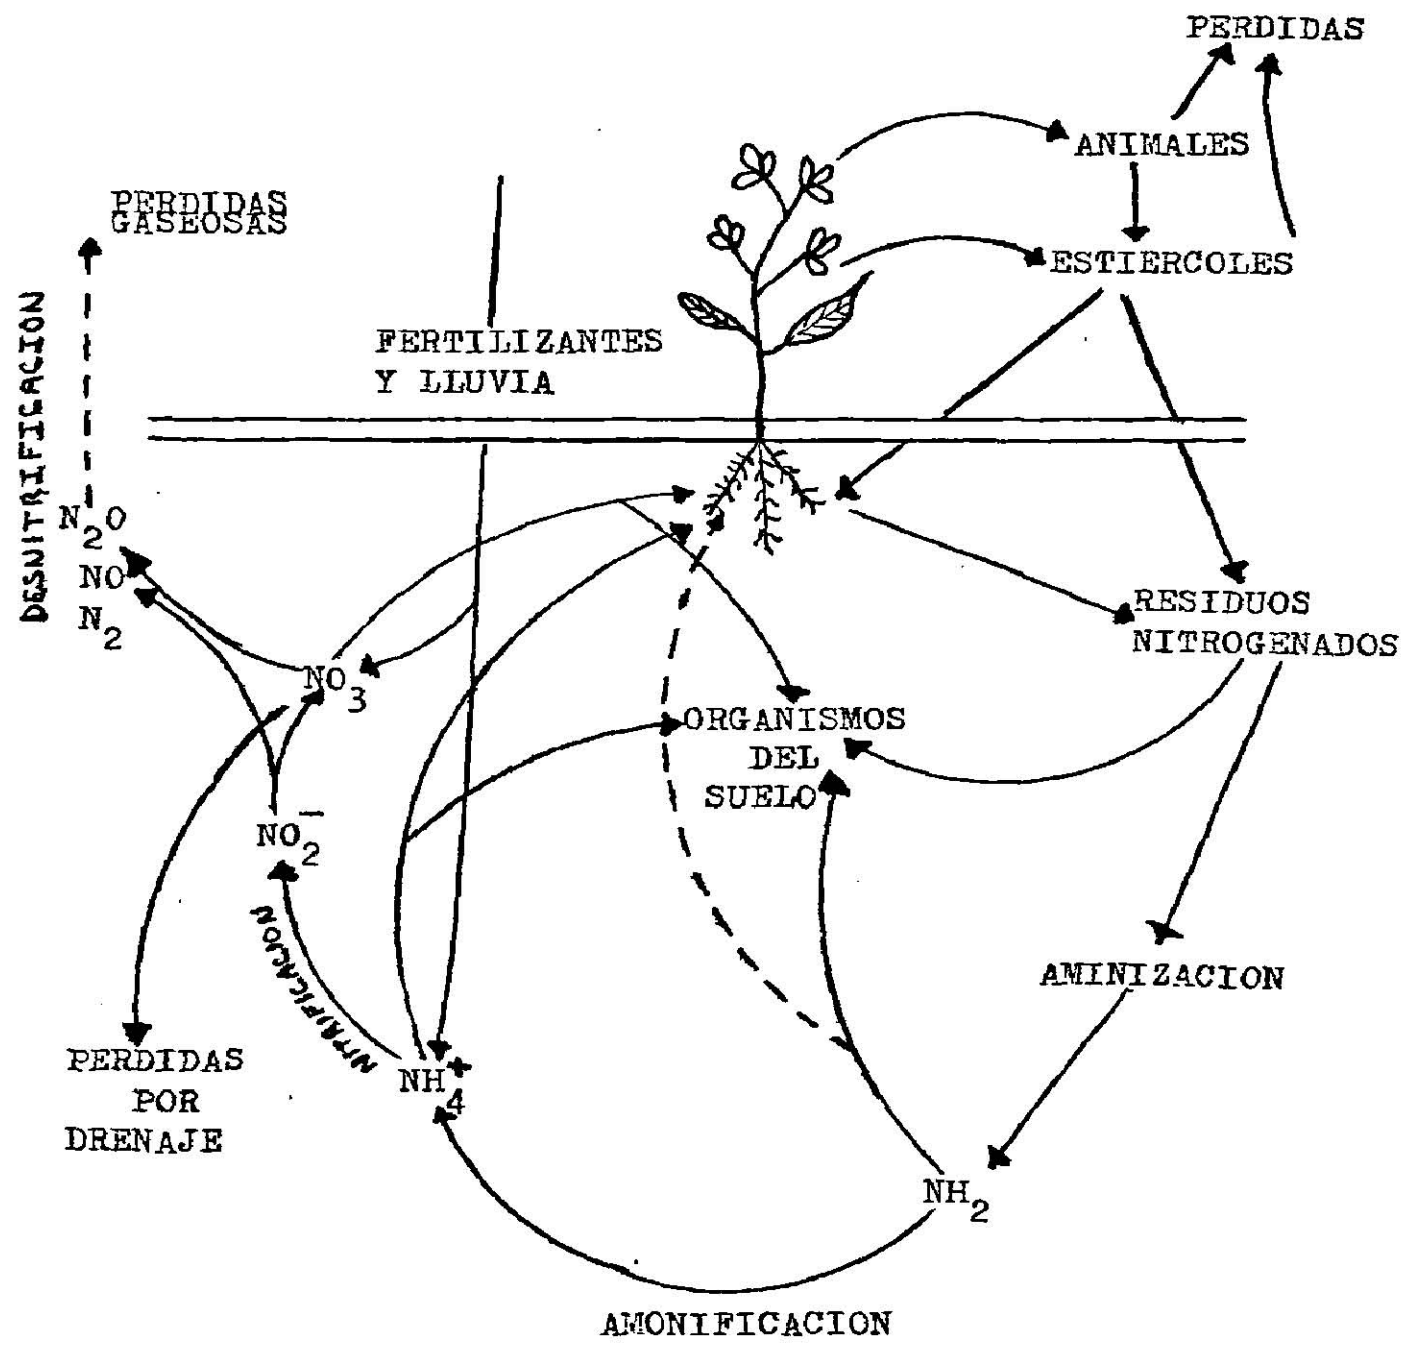 PERDIDAS
ANIMALES
PERDIDAS
GASEOSAS
ESTIERCOLES
DESNITRIFICACION
FERTILIZANTES
Y LLUVIA
N2O
NO
N2
RESIDUOS
NITROGENADOS
NO3
ORGANISMOS
DEL
SUELO
NO2-
NITRIFICACION
AMINIZACION
PERDIDAS
POR
DRENAJE
NH4+
NH2
AMONIFICACION